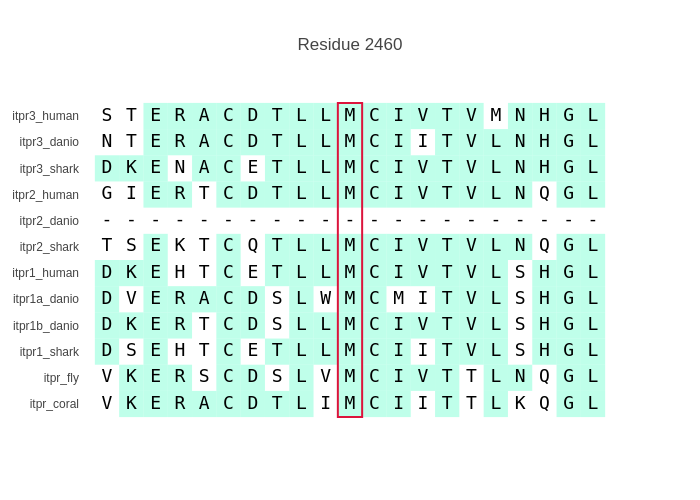 Residue 2460
itpr3_human S T E R A C D T L L M C I V T V M N H G L
itpr3_danio N T E R A C D T L L M C I I T V L N H G L
itpr3_shark D K E N A C E T L L M C I V T V L N H G L
itpr2_human G I E R T C D T L L M C I V T V L N Q G L
itpr2_danio - - - - - - - - - - - - - - - - - - - - -
itpr2_shark T S E K T C Q T L L M C I V T V L N Q G L
itpr1_human D K E H T C E T L L M C I V T V L S H G L
itpr1a_danio D V E R A C D S L W M C M I T V L S H G L
itpr1b_danio D K E R T C D S L L M C I V T V L S H G L
itpr1_shark D S E H T C E T L L M C I I T V L S H G L
itpr_fly V K E R S C D S L V M C I V T T L N Q G L
itpr_coral V K E R A C D T L I M C I I T T L K Q G L